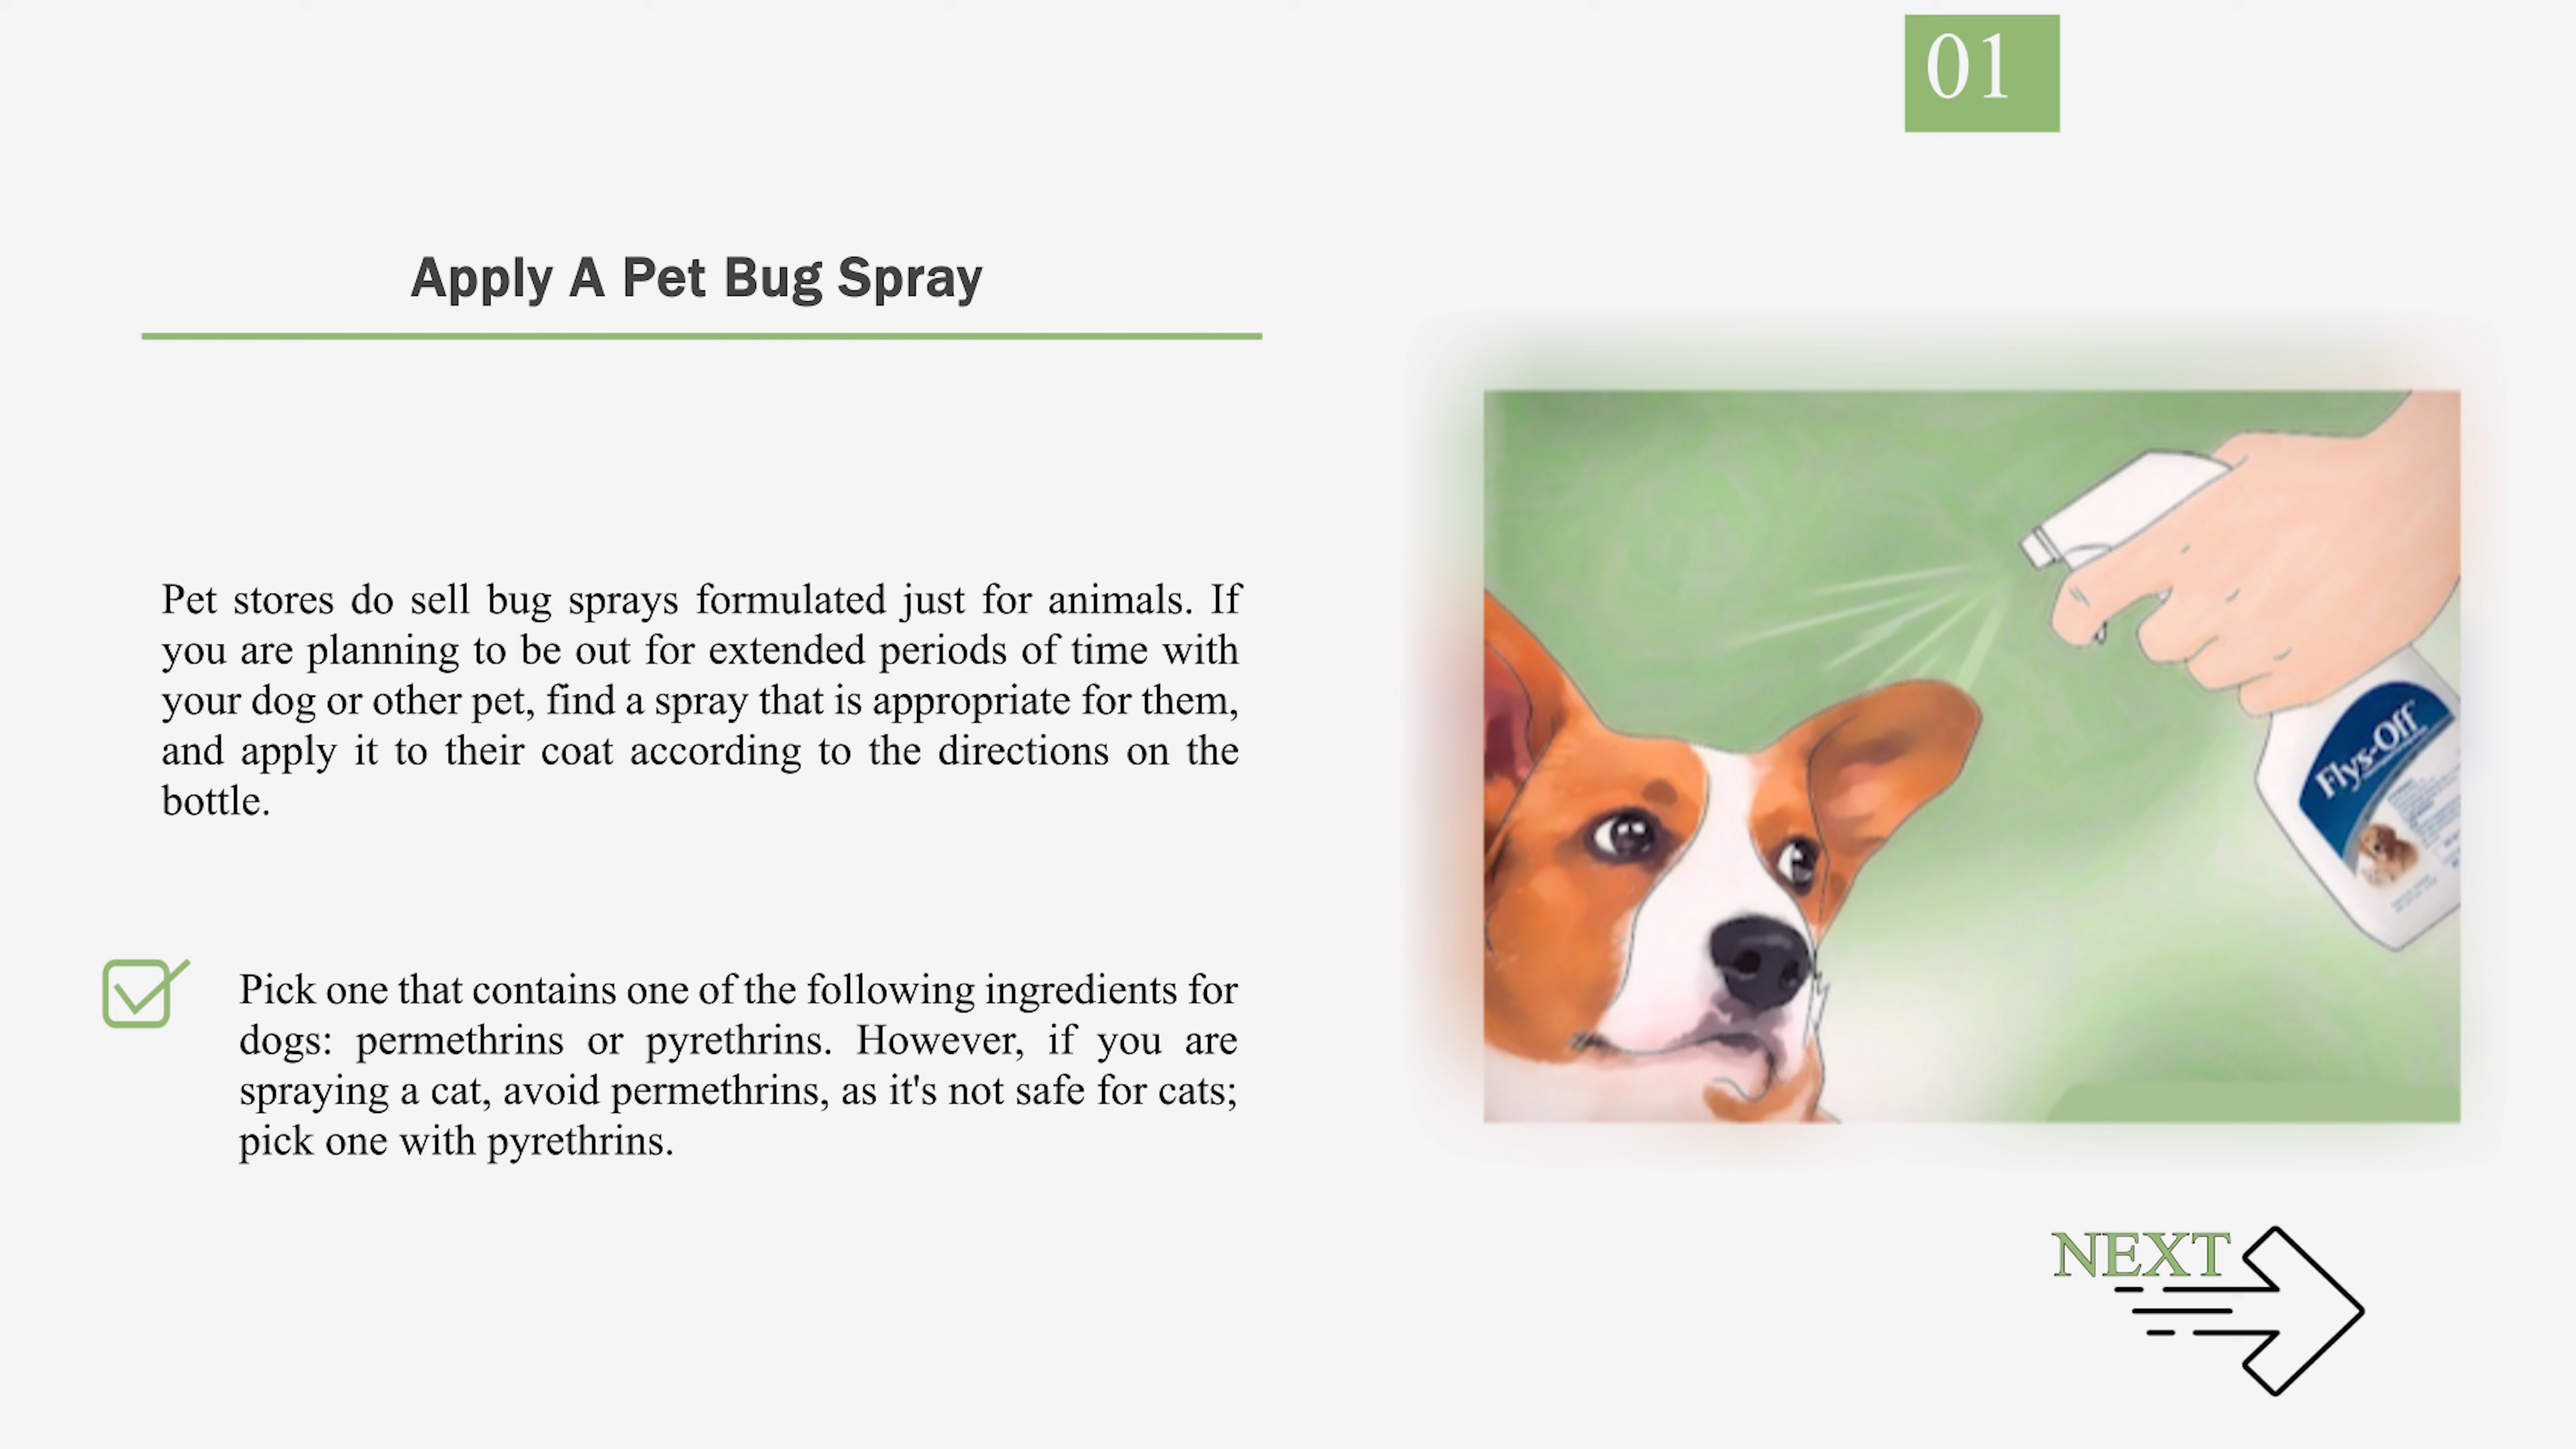 01
Apply A Pet Bug Spray
Pet stores do sell bug sprays formulated just for animals. If
you are planning to be out for extended periods of time with
your dog or other pet, find a spray that is appropriate for them,
and apply it to their coat according to the directions on the
bottle.
Pick one that contains one of the following ingredients for
dogs: permethrins or pyrethrins. However, if you are
spraying a cat, avoid permethrins, as it's not safe for cats;
pick one with pyrethrins.
Flys-Off
NEXT